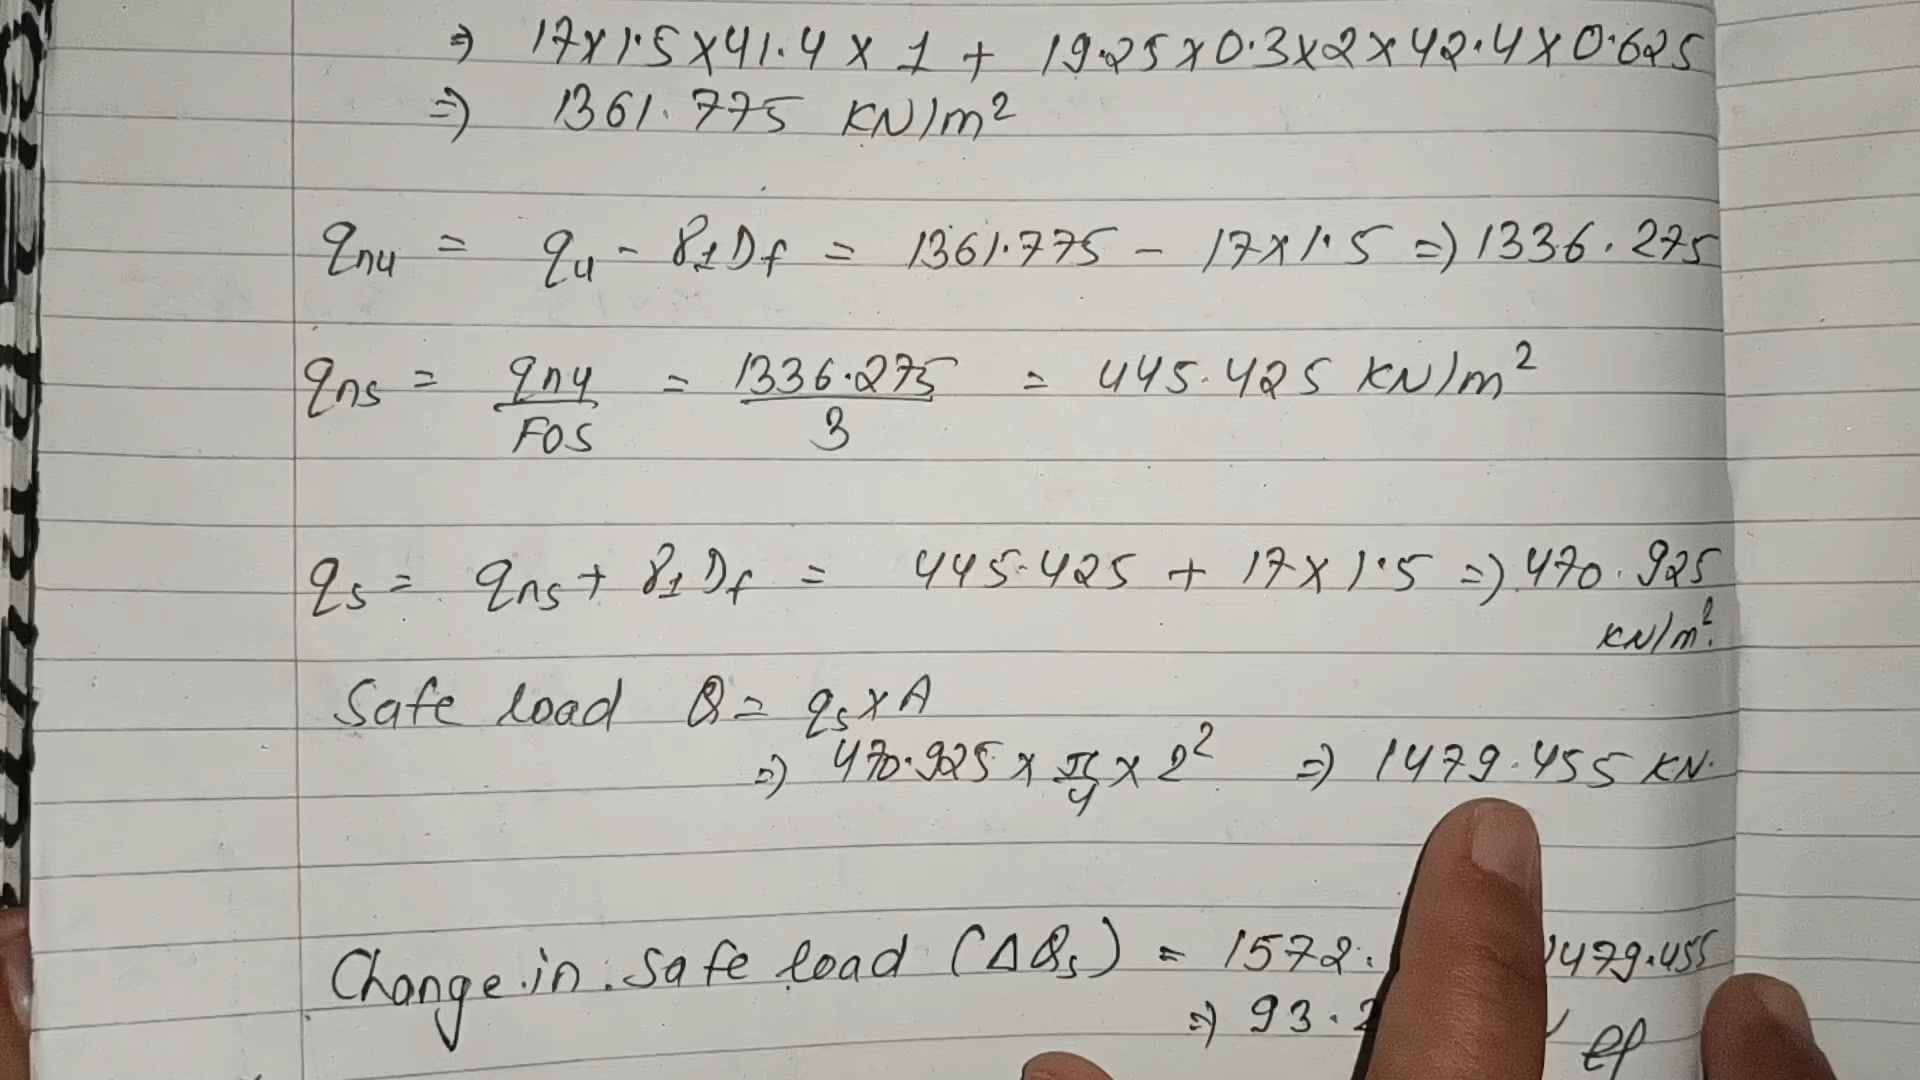 ⇒ 17×1.5×41.4×1 + 19.25×0.3×2×42.4×0.625
⇒ 1361.775 KN/m²
qnu = qu - γ1Df = 1361.775 - 17×1.5 ⇒ 1336.275
qns = qnu/FOS = 1336.275/3 = 445.425 KN/m²
qs = qns + γ1Df = 445.425 + 17×1.5 ⇒ 470.925
KN/m².
Safe load Q = qs×A
⇒ 470.925 × π/4 × 2² ⇒ 1479.455 KN.
Change in safe load (ΔQs) = 1572. 1479.455
⇒ 93.2